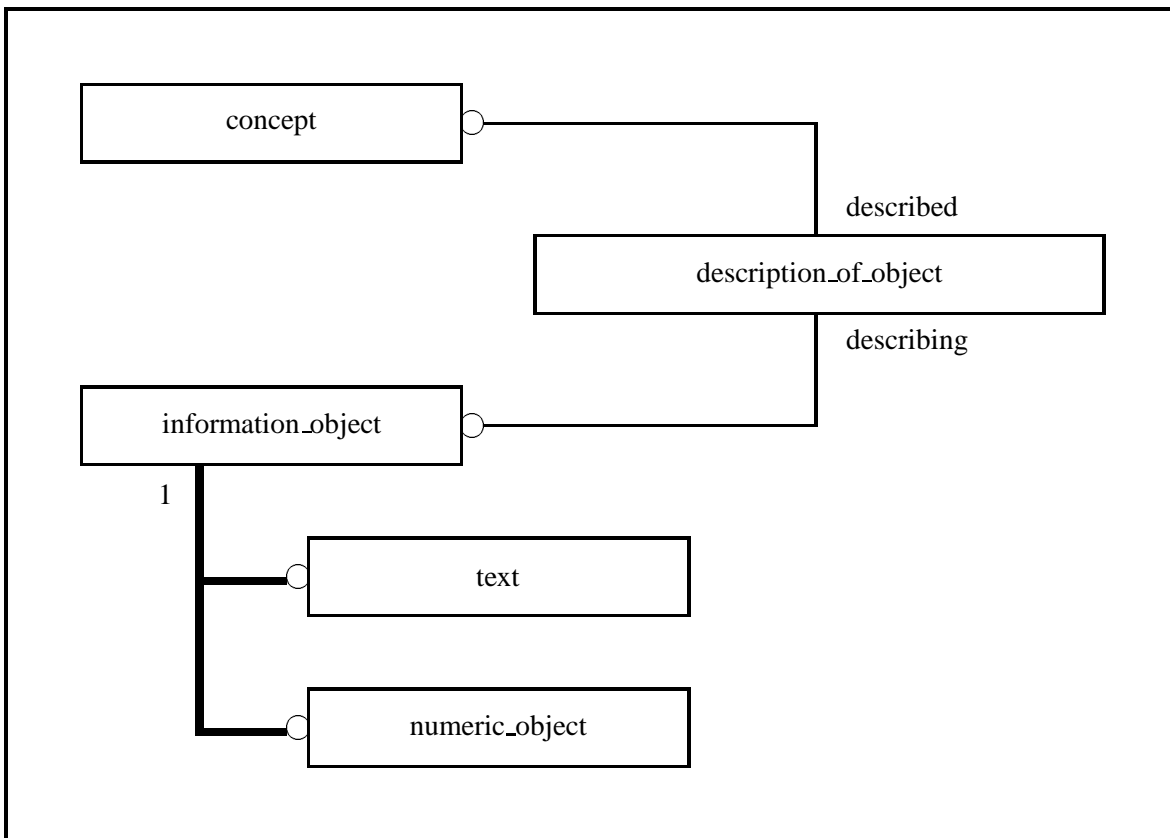 concept
described
description_of_object
describing
information_object
1
text
numeric_object